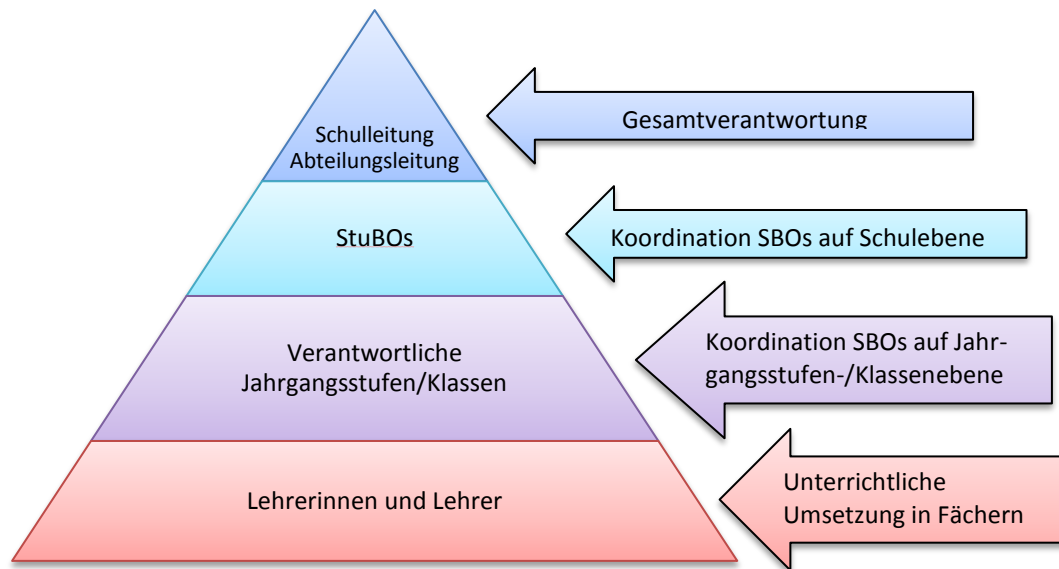 Schulleitung
Abteilungsleitung
Gesamtverantwortung
StuBOs
Koordination SBOs auf Schulebene
Verantwortliche
Jahrgangsstufen/Klassen
Koordination SBOs auf Jahr-
gangsstufen-/Klassenebene
Lehrerinnen und Lehrer
Unterrichtliche
Umsetzung in Fächern